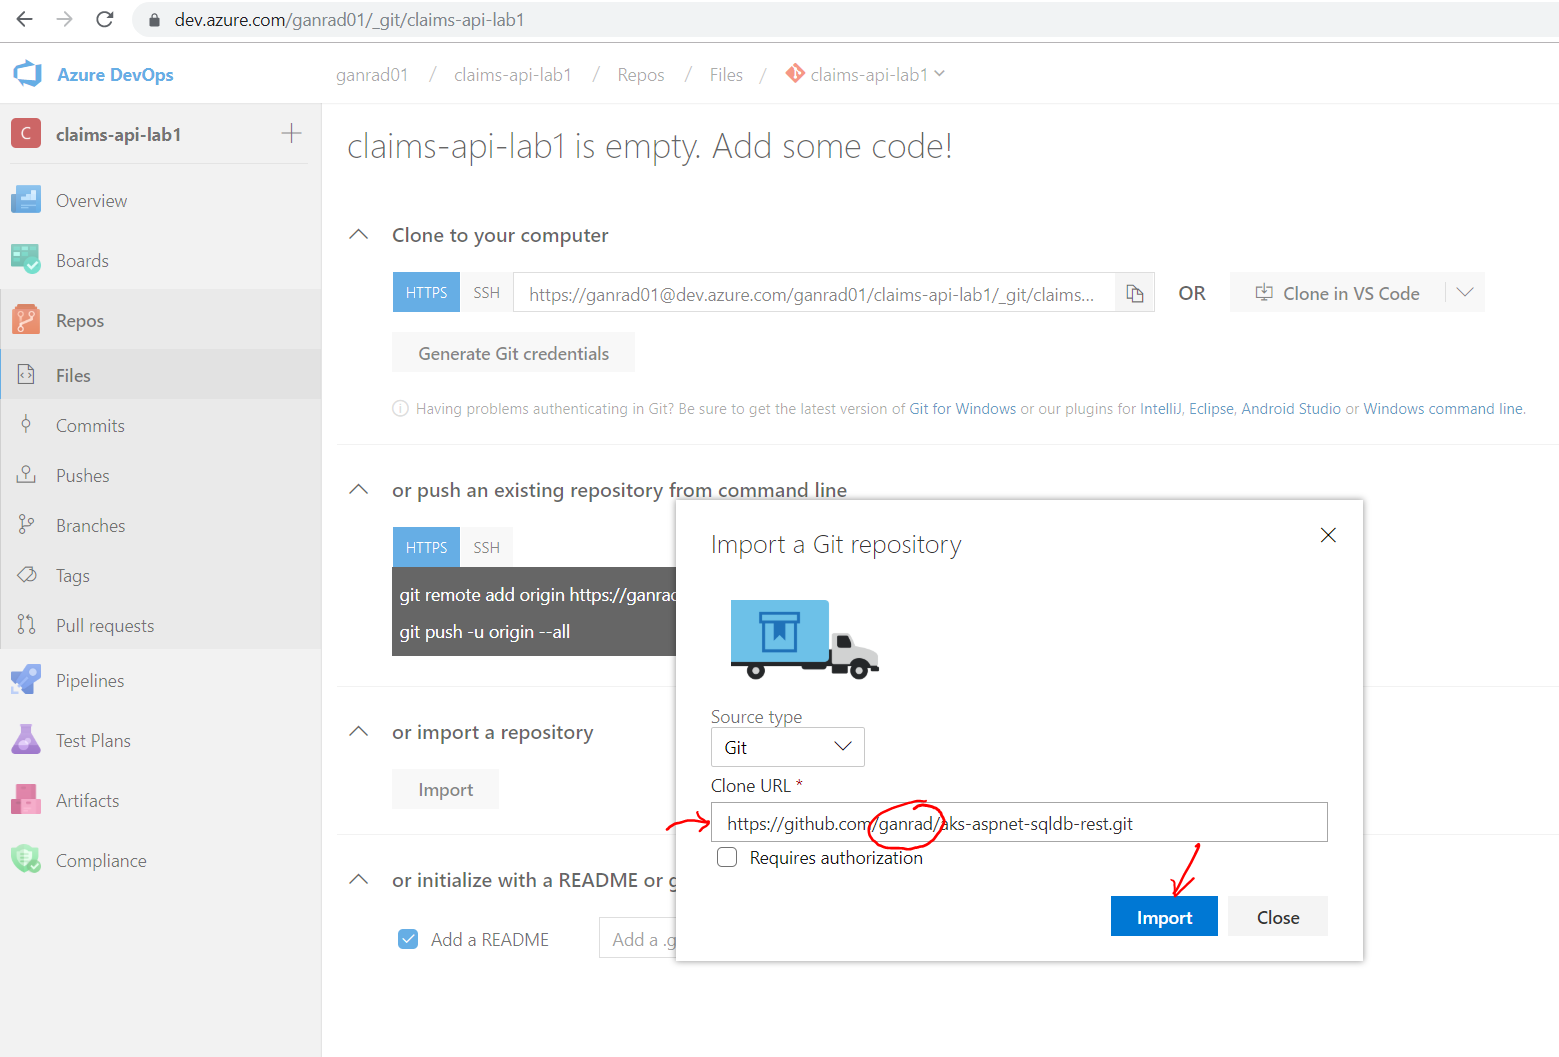 dev.azure.com/ganrad01/_git/claims-api-lab1
Azure DevOps
ganrad01 / claims-api-lab1 / Repos / Files / claims-api-lab1
C claims-api-lab1
Overview
Boards
Repos
Files
Commits
Pushes
Branches
Tags
Pull requests
Pipelines
Test Plans
Artifacts
Compliance
claims-api-lab1 is empty. Add some code!
Clone to your computer
HTTPS SSH https://ganrad01@dev.azure.com/ganrad01/claims-api-lab1/_git/claims... OR Clone in VS Code
Generate Git credentials
Having problems authenticating in Git? Be sure to get the latest version of Git for Windows or our plugins for IntelliJ, Eclipse, Android Studio or Windows command line.
or push an existing repository from command line
HTTPS SSH
git remote add origin https://ganrad
git push -u origin --all
or import a repository
Import
or initialize with a README or g
Add a README Add a .g
Import a Git repository
Source type
Git
Clone URL *
https://github.com/ganrad/aks-aspnet-sqldb-rest.git
Requires authorization
Import Close